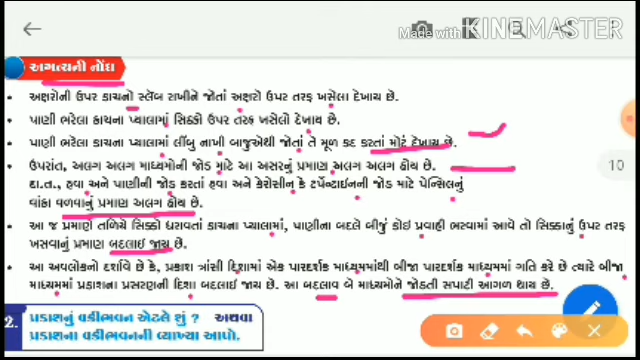 Made with KINEMASTER
અગત્યની નોંધ
અક્ષરોની ઉપર કાચનો સ્લૅબ રાખીને જોતાં અક્ષરો ઉપર તરફ ખસેલા દેખાય છે.
પાણી ભરેલા કાચના પ્યાલામાં સિક્કો ઉપર તરફ ખસેલો દેખાય છે.
પાણી ભરેલા કાચના પ્યાલામાં લીંબુ નાખી બાજુએથી જોતાં તે મૂળ કદ કરતાં મોટું દેખાય છે.
ઉપરાંત, અલગ અલગ માધ્યમોની જોડ માટે આ અસરનું પ્રમાણ અલગ અલગ હોય છે.
દા.ત., હવા અને પાણીની જોડ કરતાં હવા અને કેરોસીન કે ટર્પેન્ટાઇનની જોડ માટે પેન્સિલનું
વાંકા વળવાનું પ્રમાણ અલગ હોય છે.
આ જ પ્રમાણે તળિયે સિક્કો ધરાવતાં કાચના પ્યાલામાં, પાણીના બદલે બીજું કોઈ પ્રવાહી ભરવામાં આવે તો સિક્કાનું ઉપર તરફ
ખસવાનું પ્રમાણ બદલાઈ જાય છે.
આ અવલોકનો દર્શાવે છે કે, પ્રકાશ ત્રાંસી દિશામાં એક પારદર્શક માધ્યમમાંથી બીજા પારદર્શક માધ્યમમાં ગતિ કરે છે ત્યારે બીજા
માધ્યમમાં પ્રકાશના પ્રસરણની દિશા બદલાઈ જાય છે. આ બદલાવ બે માધ્યમોને જોડતી સપાટી આગળ થાય છે.
10
2. પ્રકાશનું વક્રીભવન એટલે શું ? અથવા
પ્રકાશના વક્રીભવનની વ્યાખ્યા આપો.